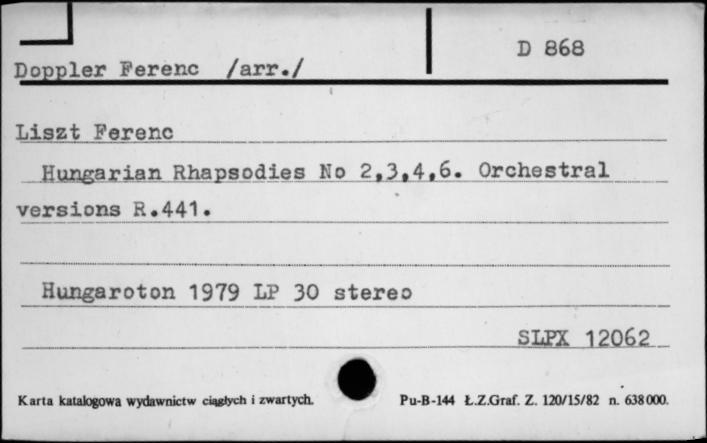 D 868
Doppler Ferenc /arr./
Liszt Ferenc
Hungarian Rhapsodies No 2,3,4,6. Orchestral
versions R.441.
Hungaroton 1979 LP 30 stereo
SLPX 12062
Karta katalogowa wydawnictw ciągłych i zwartych.
Pu-B-144 Ł.Z.Graf. Z. 120/15/82 n. 638000.